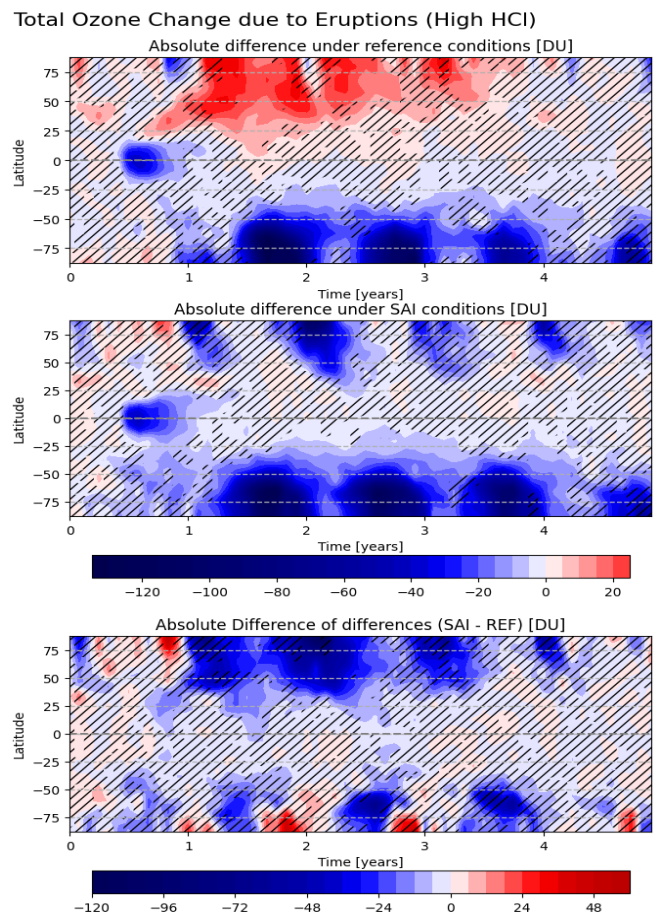 Total Ozone Change due to Eruptions (High HCl)
Absolute difference under reference conditions [DU]
75
50
25
0
−25
−50
−75
Latitude
0 1 2 3 4
Time [years]
Absolute difference under SAI conditions [DU]
75
50
25
0
−25
−50
−75
Latitude
0 1 2 3 4
Time [years]
−120 −100 −80 −60 −40 −20 0 20
Absolute Difference of differences (SAI - REF) [DU]
75
50
25
0
−25
−50
−75
Latitude
0 1 2 3 4
Time [years]
−120 −96 −72 −48 −24 0 24 48